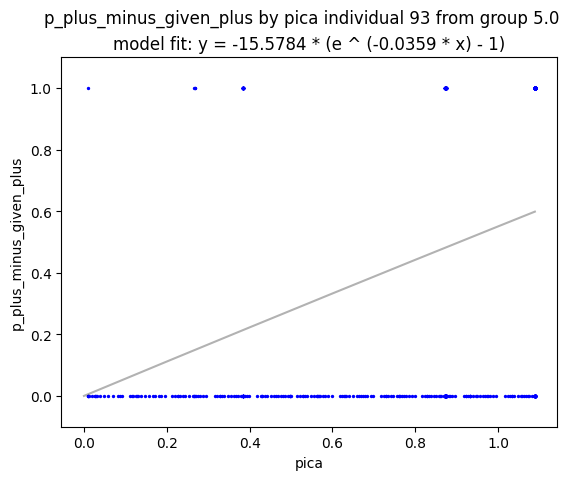 p_plus_minus_given_plus by pica individual 93 from group 5.0
model fit: y = -15.5784 * (e ^ (-0.0359 * x) - 1)
1.0
0.8
0.6
0.4
0.2
0.0
p_plus_minus_given_plus
0.0 0.2 0.4 0.6 0.8 1.0
pica